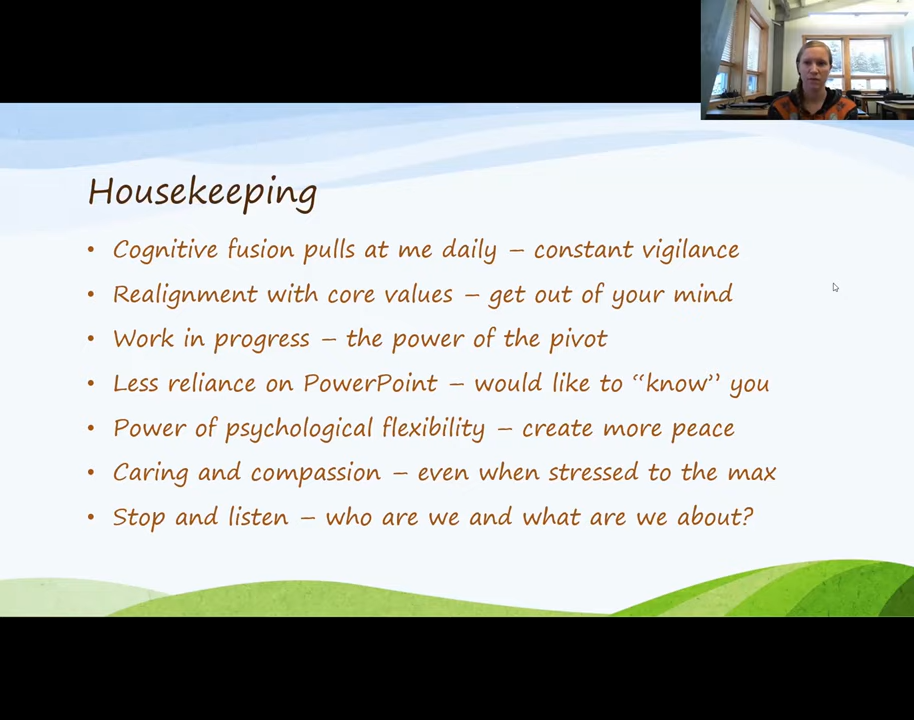 Housekeeping
• Cognitive fusion pulls at me daily – constant vigilance
• Realignment with core values – get out of your mind
• Work in progress – the power of the pivot
• Less reliance on PowerPoint – would like to “know” you
• Power of psychological flexibility – create more peace
• Caring and compassion – even when stressed to the max
• Stop and listen – who are we and what are we about?